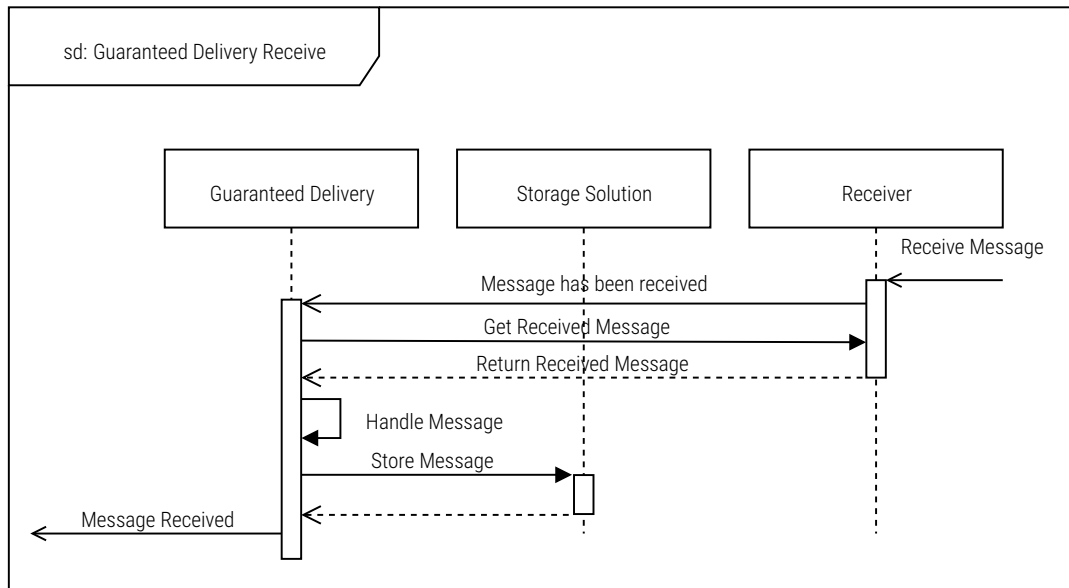 sd: Guaranteed Delivery Receive
Guaranteed Delivery
Storage Solution
Receiver
Receive Message
Message has been received
Get Received Message
Return Received Message
Handle Message
Store Message
Message Received